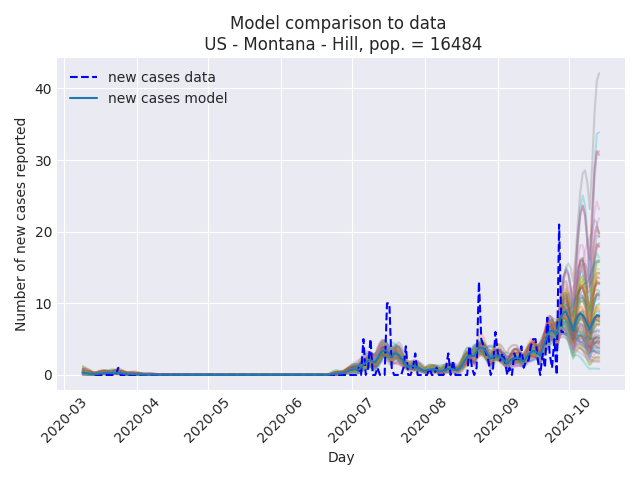 Model comparison to data
US - Montana - Hill, pop. = 16484
new cases data
new cases model
Number of new cases reported
40
30
20
10
0
2020-03
2020-04
2020-05
2020-06
2020-07
2020-08
2020-09
2020-10
Day